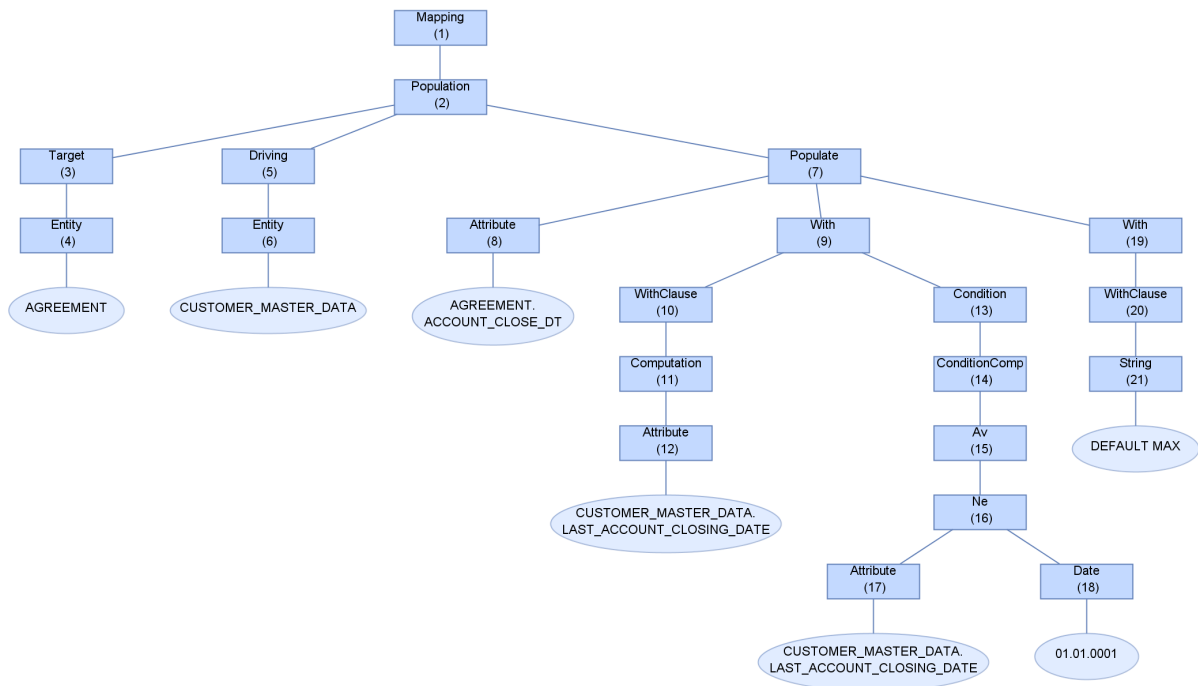 Mapping
(1)
Population
(2)
Target
(3)
Driving
(5)
Populate
(7)
Entity
(4)
Entity
(6)
Attribute
(8)
With
(9)
With
(19)
AGREEMENT
CUSTOMER_MASTER_DATA
AGREEMENT.
ACCOUNT_CLOSE_DT
WithClause
(10)
Condition
(13)
WithClause
(20)
Computation
(11)
ConditionComp
(14)
String
(21)
Attribute
(12)
Av
(15)
DEFAULT MAX
CUSTOMER_MASTER_DATA.
LAST_ACCOUNT_CLOSING_DATE
Ne
(16)
Attribute
(17)
Date
(18)
CUSTOMER_MASTER_DATA.
LAST_ACCOUNT_CLOSING_DATE
01.01.0001